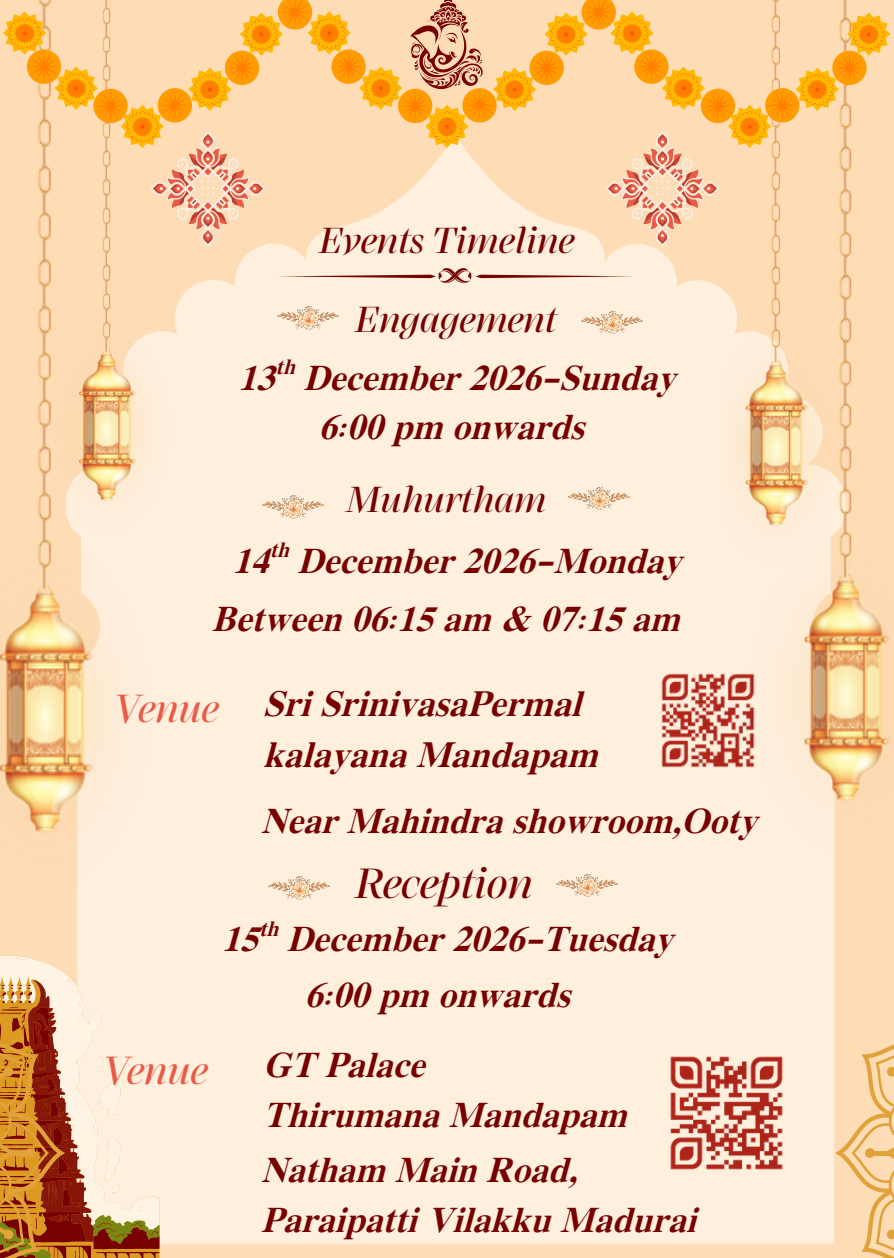 Events Timeline
Engagement
13th December 2026-Sunday
6:00 pm onwards
Muhurtham
14th December 2026-Monday
Between 06:15 am & 07:15 am
Venue Sri SrinivasaPermal
kalayana Mandapam
Near Mahindra showroom,Ooty
Reception
15th December 2026-Tuesday
6:00 pm onwards
Venue GT Palace
Thirumana Mandapam
Natham Main Road,
Paraipatti Vilakku Madurai